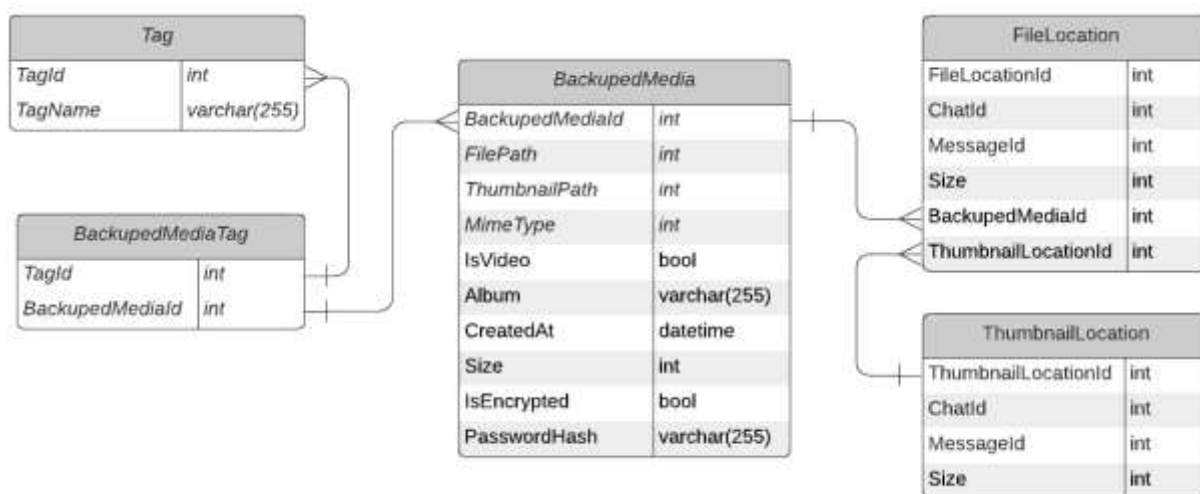 Tag
TagId int
TagName varchar(255)
BackupedMediaTag
TagId int
BackupedMediaId int
BackupedMedia
BackupedMediaId int
FilePath int
ThumbnailPath int
MimeType int
IsVideo bool
Album varchar(255)
CreatedAt datetime
Size int
IsEncrypted bool
PasswordHash varchar(255)
FileLocation
FileLocationId int
ChatId int
MessageId int
Size int
BackupedMediaId int
ThumbnailLocationId int
ThumbnailLocation
ThumbnailLocationId int
ChatId int
MessageId int
Size int